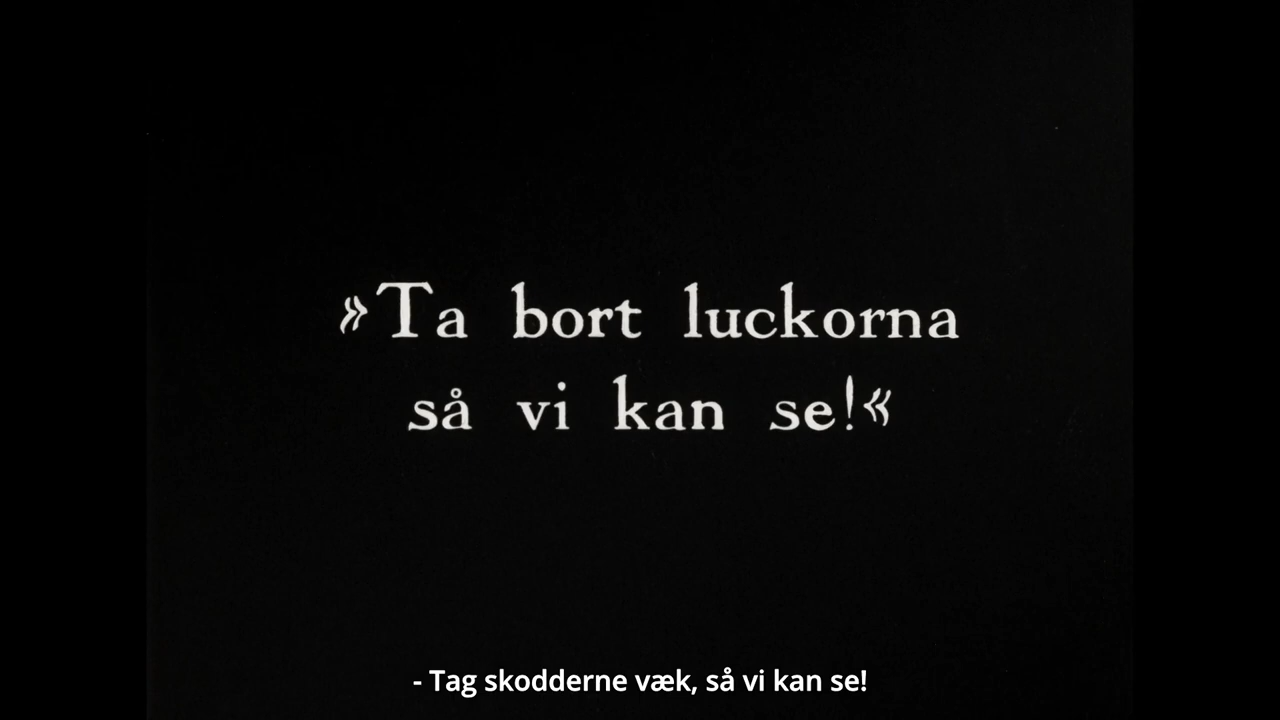 »Ta bort luckorna
så vi kan se!«
- Tag skodderne væk, så vi kan se!